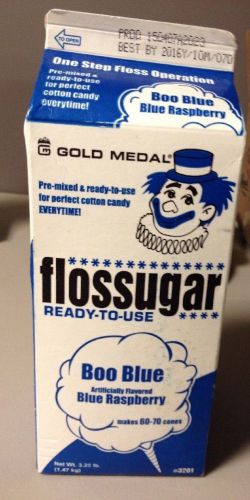 PROD
BEST BY 2016Y/10M/07D
TO OPEN
One Step Floss Operation
Pre-mixed &
ready-to-use
for perfect
cotton candy
everytime!
Boo Blue
Blue Raspberry
GOLD MEDAL®
Pre-mixed & ready-to-use
for perfect cotton candy
EVERYTIME!
flossugar
READY-TO-USE
Boo Blue
Artificially Flavored
Blue Raspberry
makes 60-70 cones
Net Wt. 3.25 lb.
(1.47 kg)
#3201